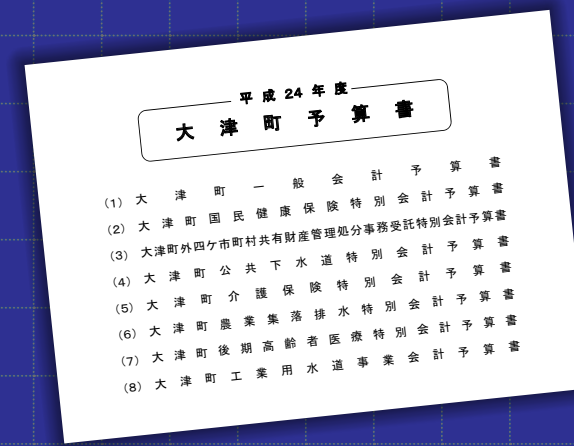 平成24年度
大津町予算書
(1) 大津町一般会計予算書
(2) 大津町国民健康保険特別会計予算書
(3) 大津町外四ケ市町村共有財産管理処分事務受託特別会計予算書
(4) 大津町公共下水道特別会計予算書
(5) 大津町介護保険特別会計予算書
(6) 大津町農業集落排水特別会計予算書
(7) 大津町後期高齢者医療特別会計予算書
(8) 大津町工業用水道事業会計予算書